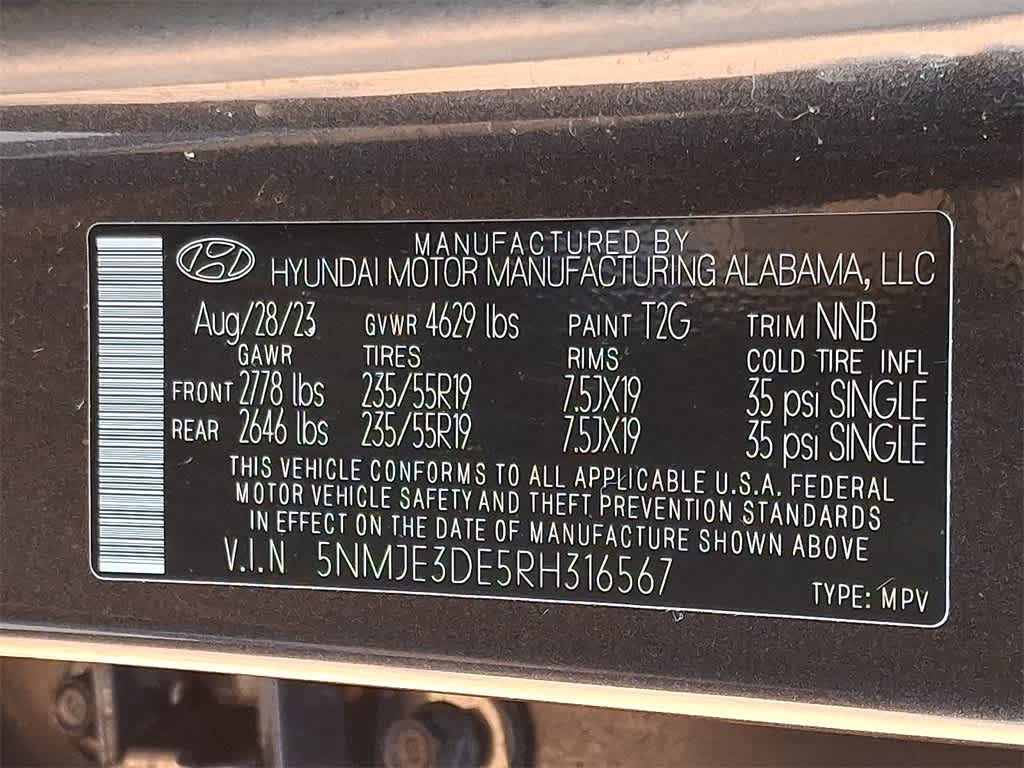 MANUFACTURED BY
HYUNDAI MOTOR MANUFACTURING ALABAMA, LLC
Aug/28/23 GVWR 4629 lbs PAINT T2G TRIM NNB
GAWR TIRES RIMS COLD TIRE INFL
FRONT 2778 lbs 235/55R19 7.5JX19 35 psi SINGLE
REAR 2646 lbs 235/55R19 7.5JX19 35 psi SINGLE
THIS VEHICLE CONFORMS TO ALL APPLICABLE U.S.A. FEDERAL
MOTOR VEHICLE SAFETY AND THEFT PREVENTION STANDARDS
IN EFFECT ON THE DATE OF MANUFACTURE SHOWN ABOVE
V.I.N 5NMJE3DE5RH316567
TYPE: MPV